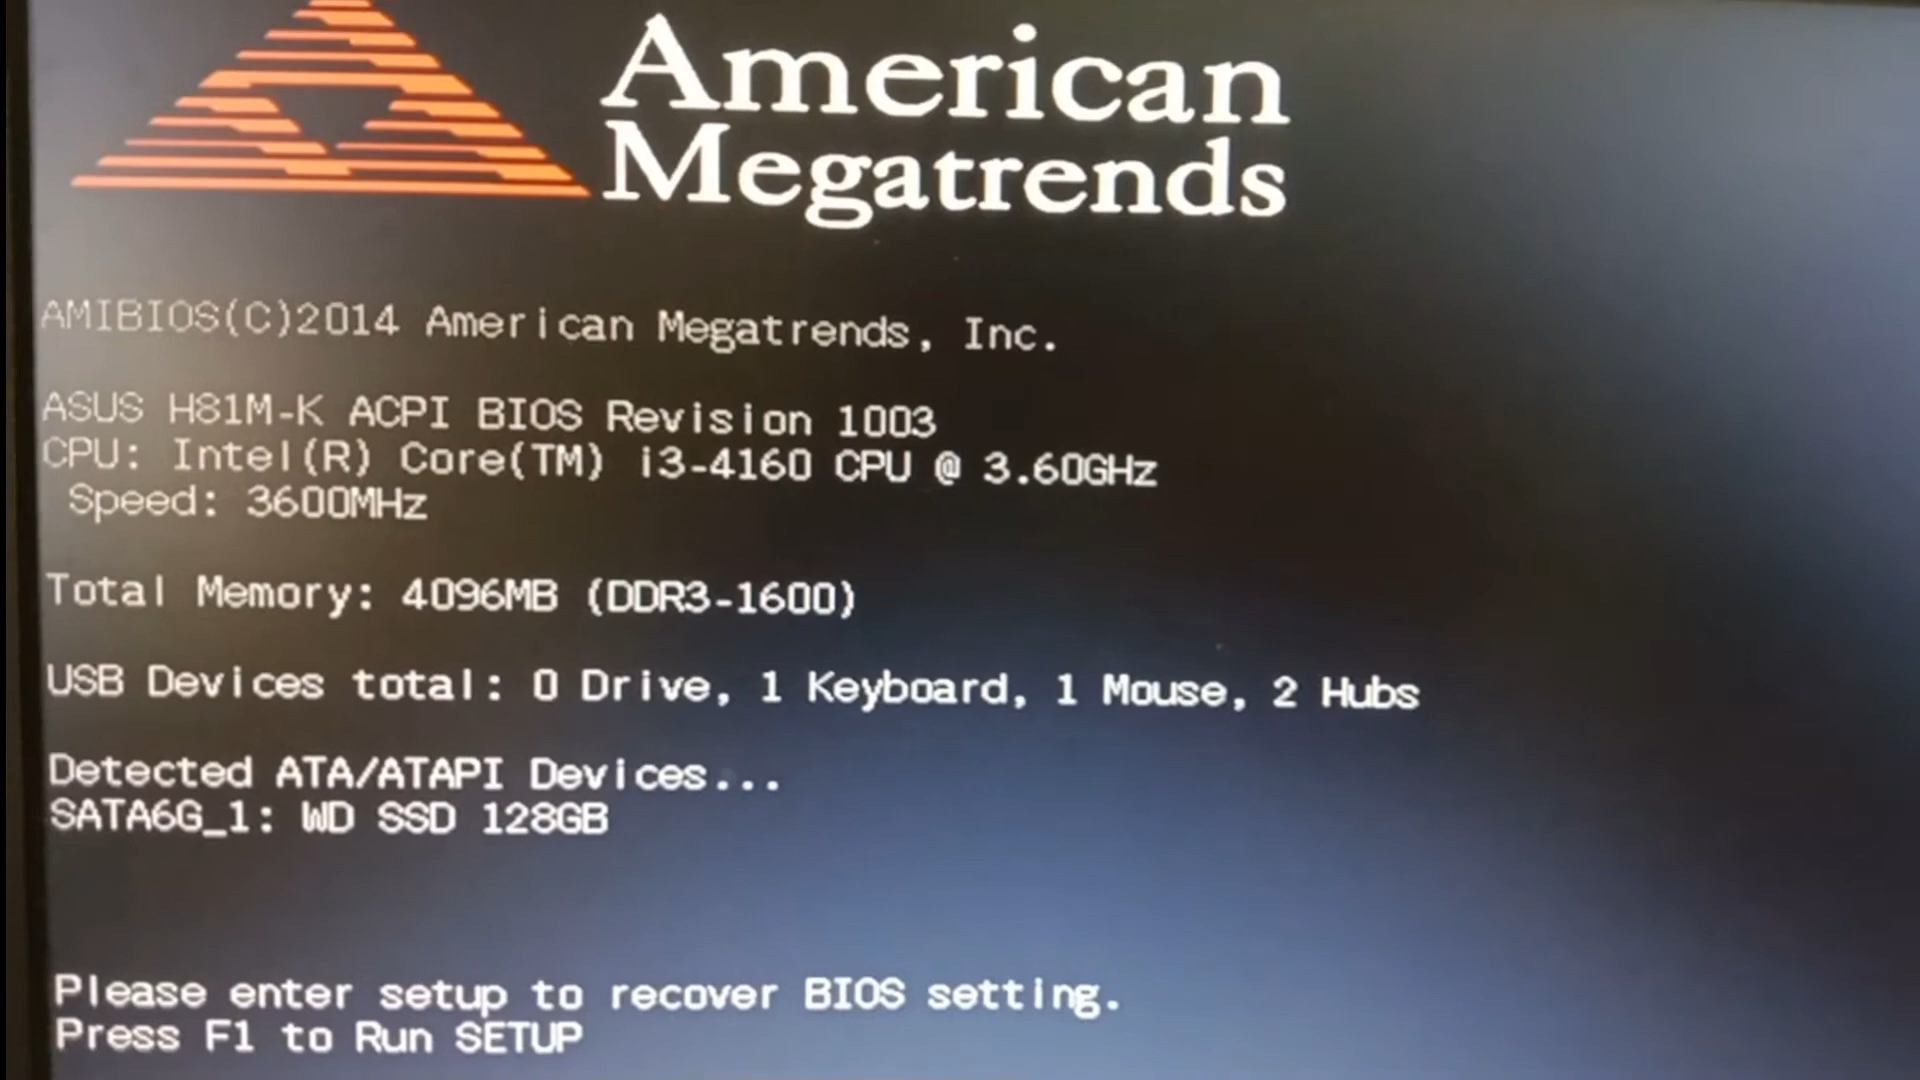 American
Megatrends
AMIBIOS(C)2014 American Megatrends, Inc.
ASUS H81M-K ACPI BIOS Revision 1003
CPU: Intel(R) Core(TM) i3-4160 CPU @ 3.60GHz
Speed: 3600MHz
Total Memory: 4096MB (DDR3-1600)
USB Devices total: 0 Drive, 1 Keyboard, 1 Mouse, 2 Hubs
Detected ATA/ATAPI Devices...
SATA6G_1: WD SSD 128GB
Please enter setup to recover BIOS setting.
Press F1 to Run SETUP